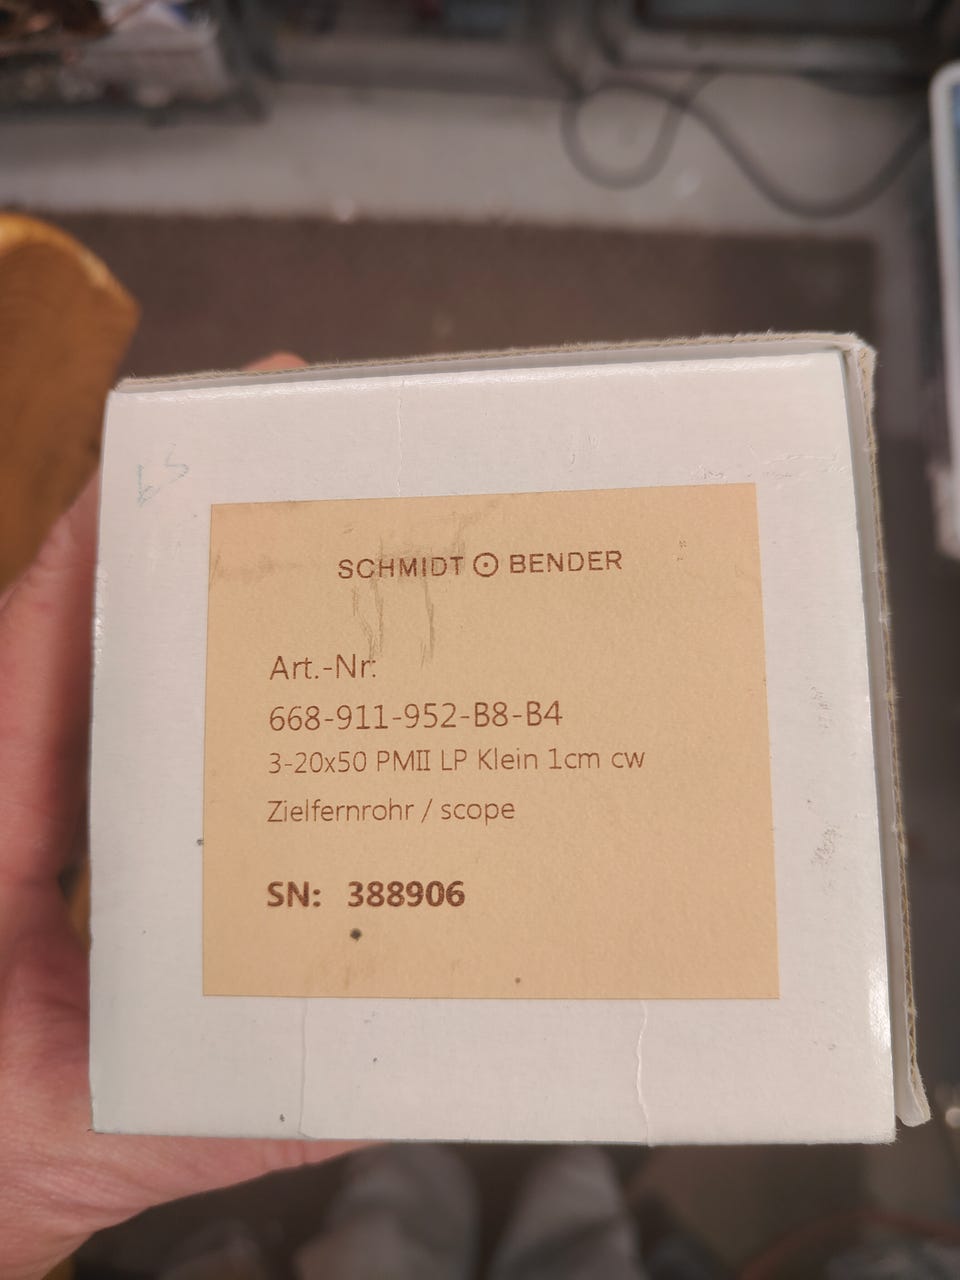 SCHMIDT BENDER
Art.-Nr:
668-911-952-B8-B4
3-20x50 PMII LP Klein 1cm cw
Zielfernrohr / scope
SN: 388906